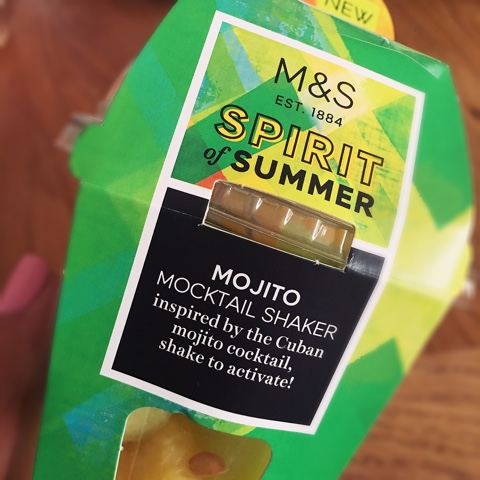 NEW
M&S
EST. 1884
SPIRIT
of SUMMER
MOJITO
MOCKTAIL SHAKER
inspired by the Cuban
mojito cocktail,
shake to activate!